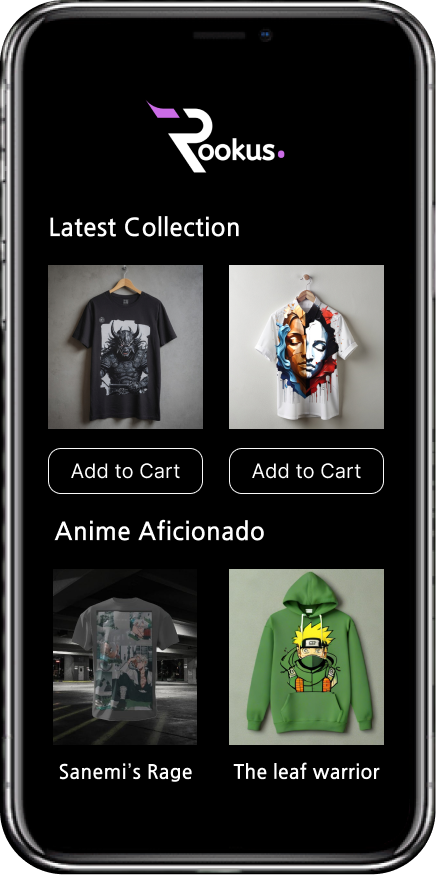 Rookus.
Latest Collection
Add to Cart
Add to Cart
Anime Aficionado
Sanemi's Rage
The leaf warrior